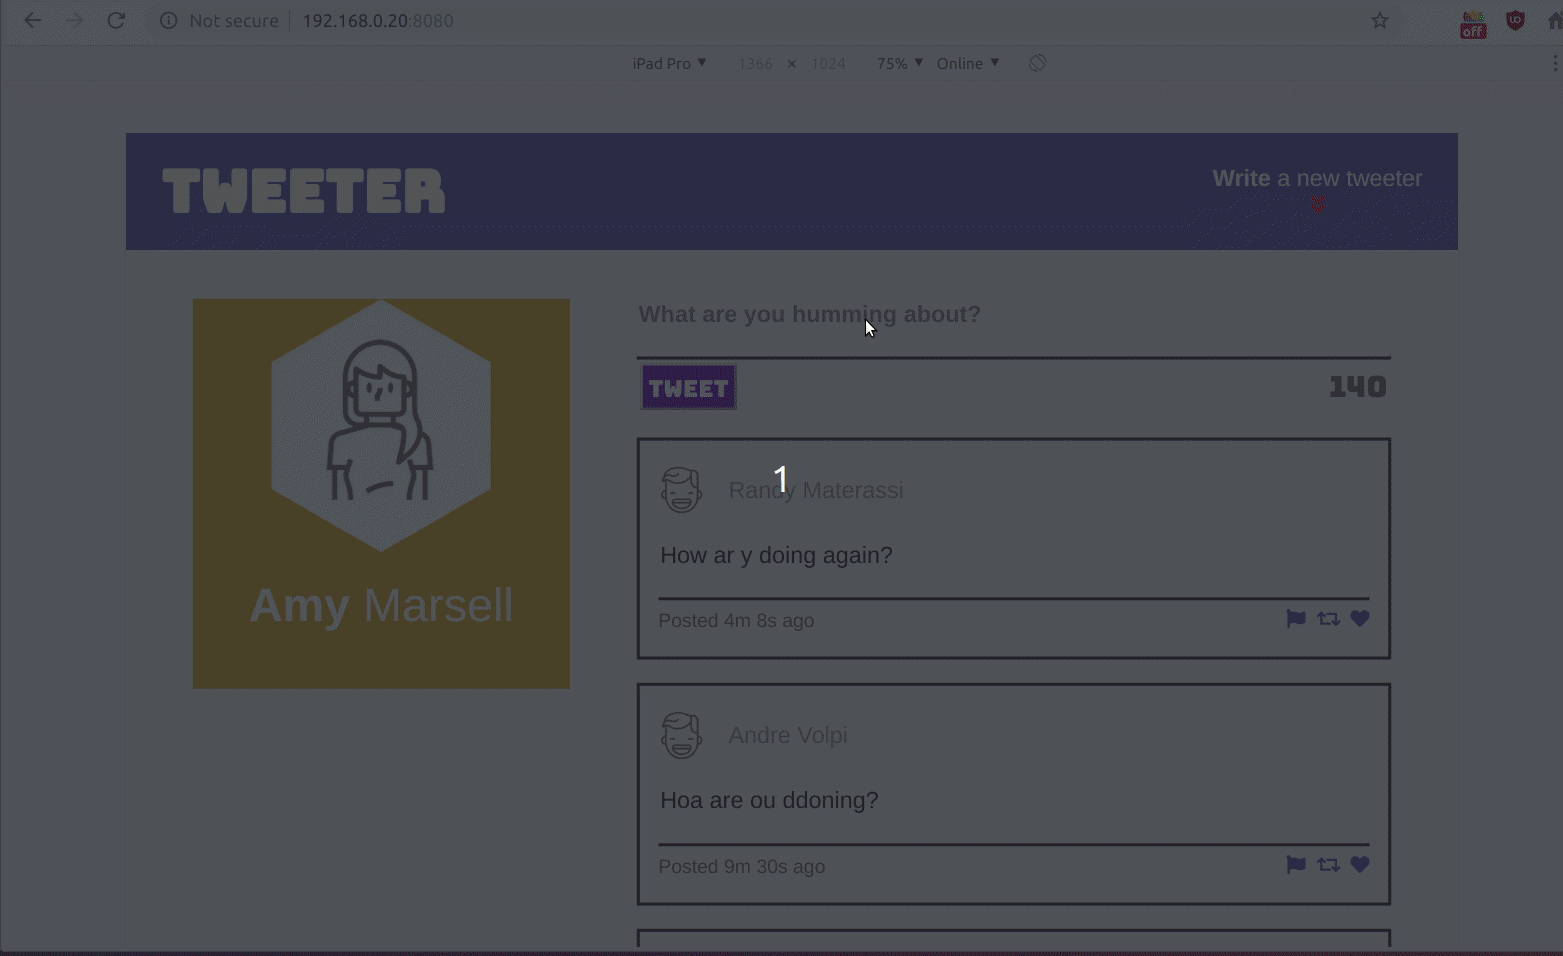 Not secure | 192.168.0.20:8080
off
iPad Pro ▼ 1366 × 1024 75% ▼ Online ▼
TWEETER
Write a new tweeter
What are you humming about?
TWEET
140
1
Randy Materassi
How ar y doing again?
Posted 4m 8s ago
Amy Marsell
Andre Volpi
Hoa are ou ddoning?
Posted 9m 30s ago